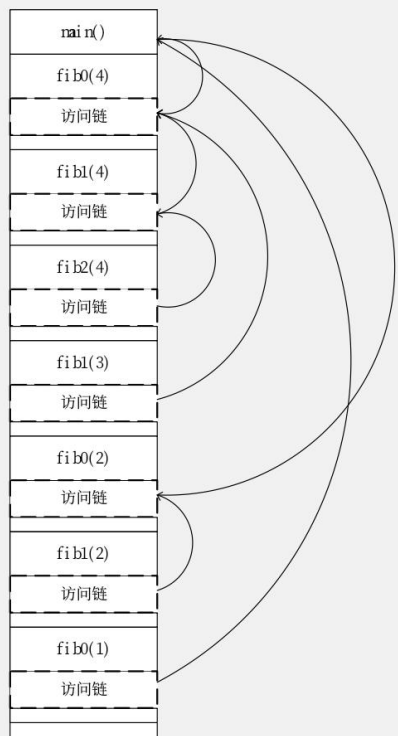 main()
fib0(4)
访问链
fib1(4)
访问链
fib2(4)
访问链
fib1(3)
访问链
fib0(2)
访问链
fib1(2)
访问链
fib0(1)
访问链